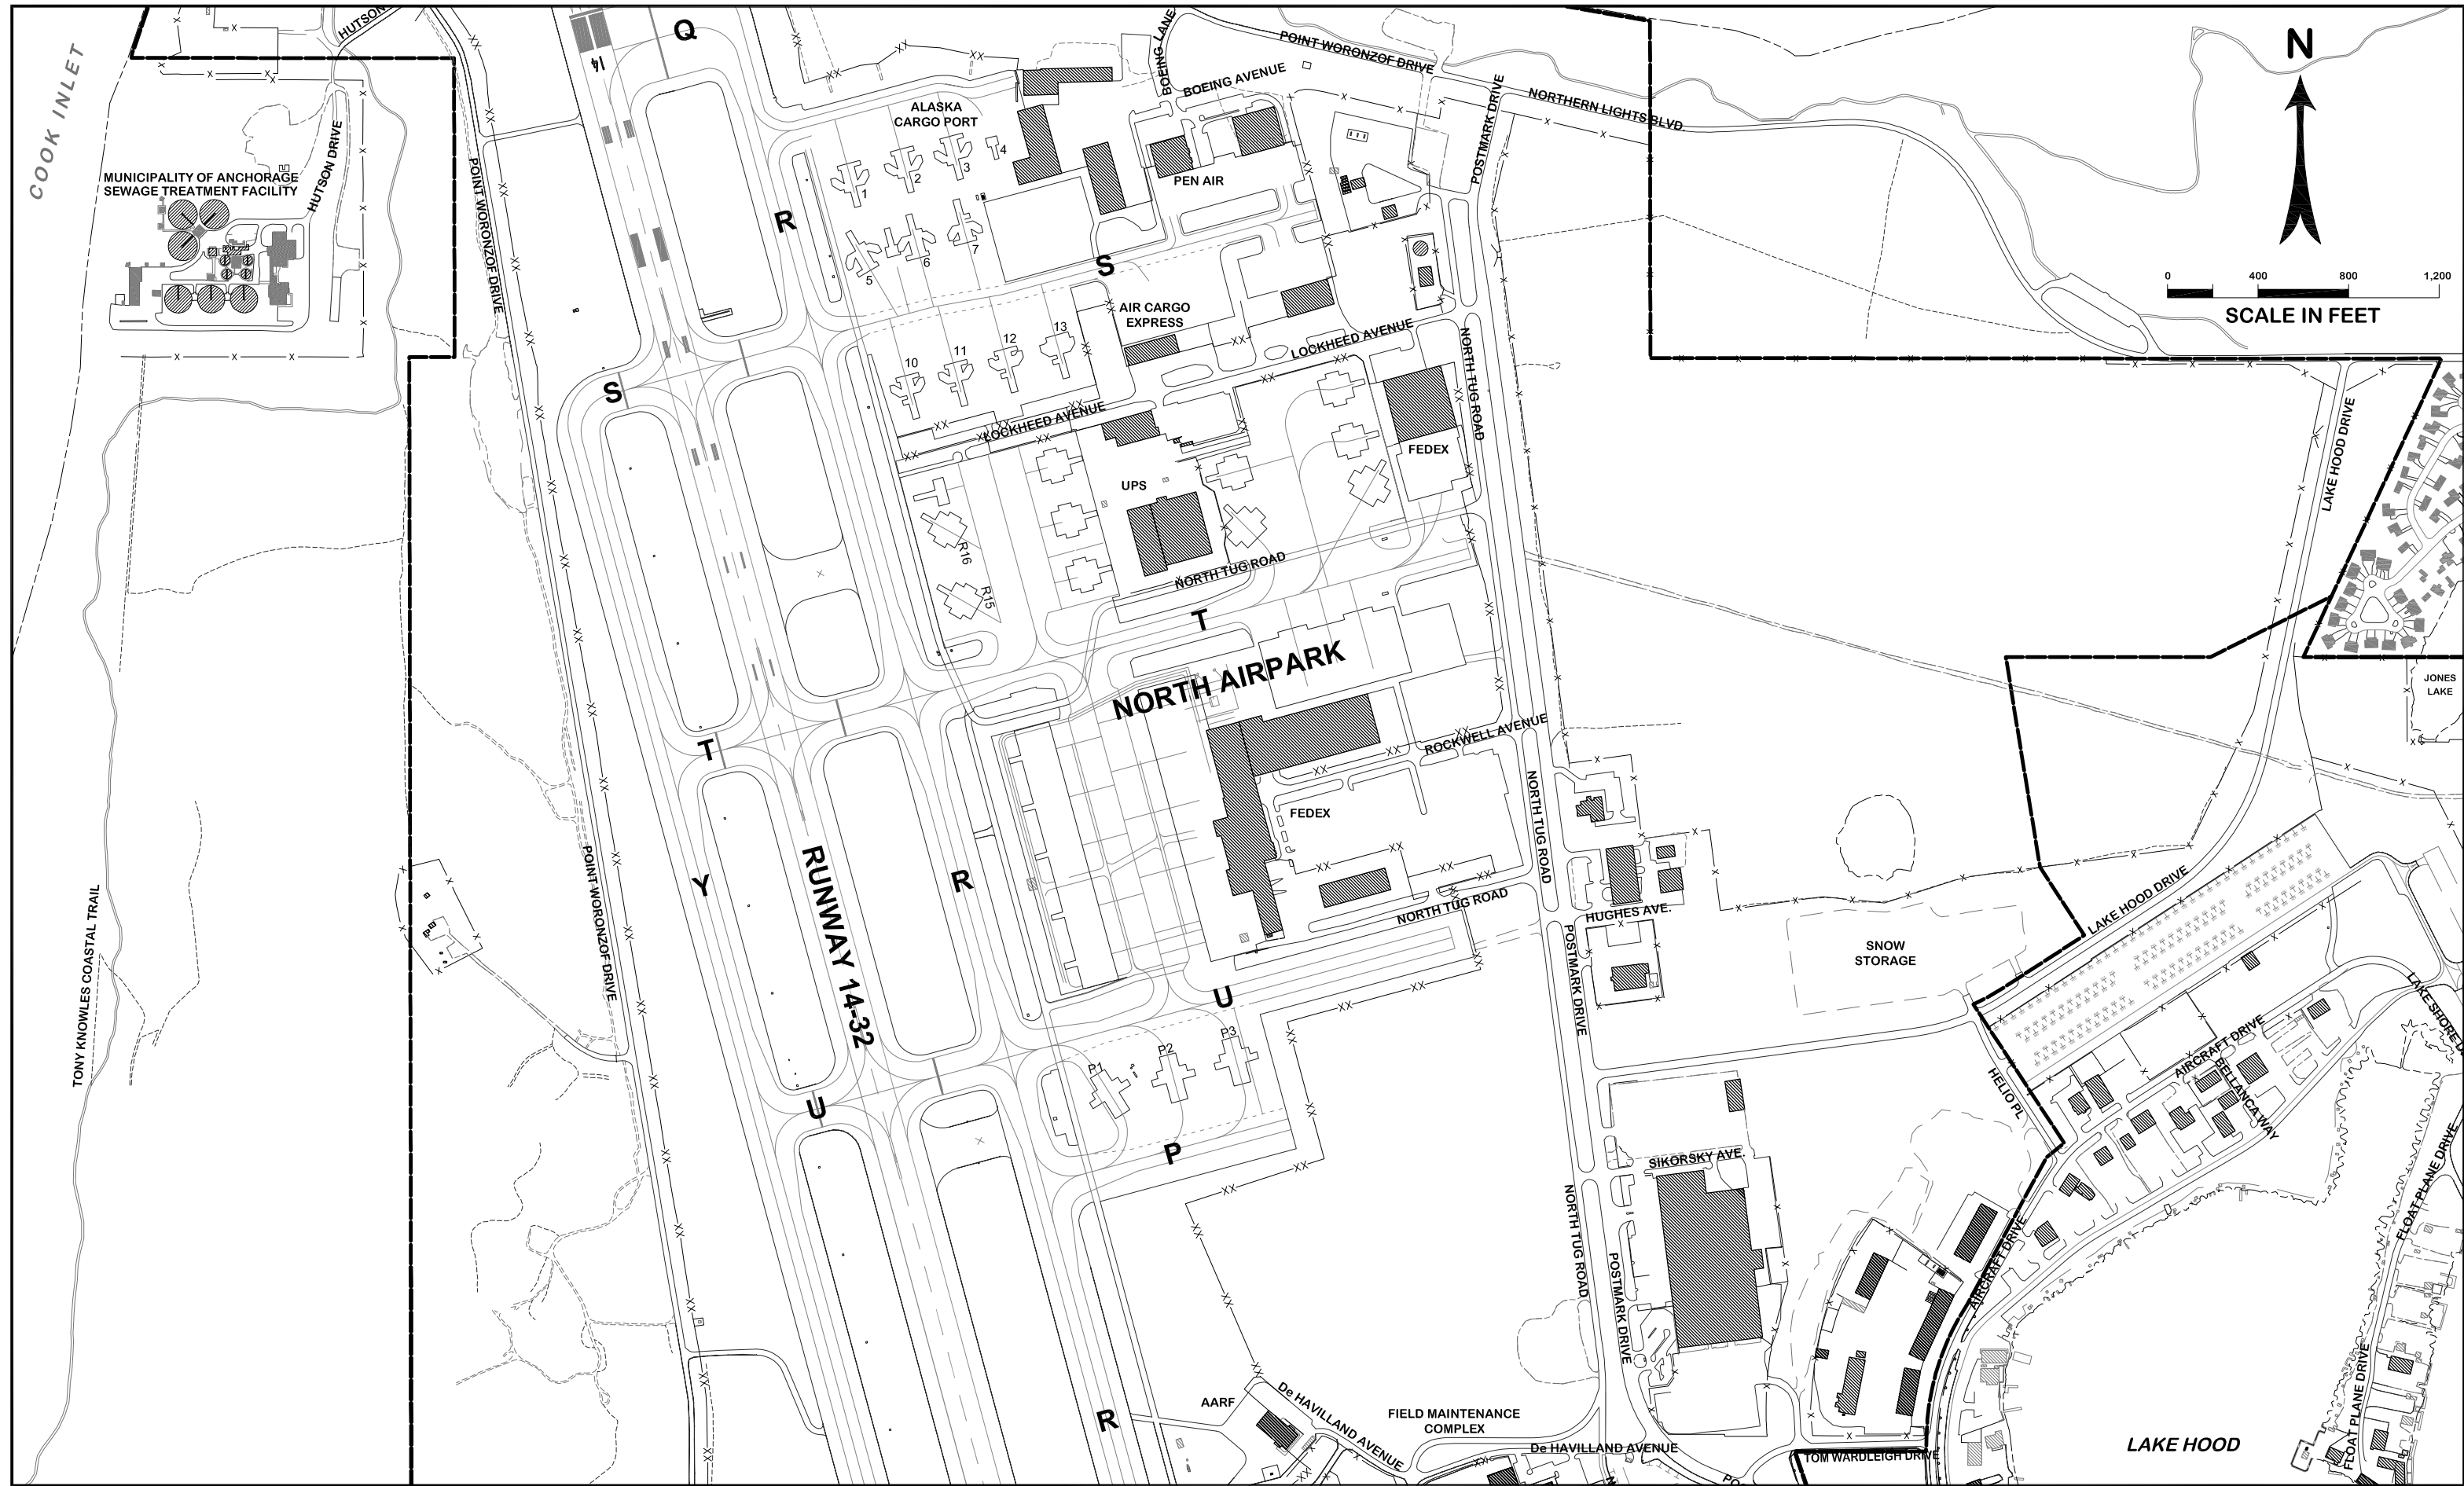 COOK INLET
HUTSON
14
Q
BOEING LANE
POINT WORONZOF DRIVE
BOEING AVENUE
NORTHERN LIGHTS BLVD.
POSTMARK DRIVE
N
0 400 800 1,200
SCALE IN FEET
ALASKA
CARGO PORT
1
2
3
4
5
6
7
PEN AIR
MUNICIPALITY OF ANCHORAGE
SEWAGE TREATMENT FACILITY
HUTSON DRIVE
POINT WORONZOF DRIVE
R
S
AIR CARGO
EXPRESS
10
11
12
13
LOCKHEED AVENUE
NORTH TUG ROAD
S
LOCKHEED AVENUE
FEDEX
UPS
R16
R15
NORTH TUG ROAD
T
NORTH AIRPARK
LAKE HOOD DRIVE
JONES
LAKE
T
ROCKWELL AVENUE
FEDEX
NORTH TUG ROAD
Y
RUNWAY 14-32
R
POINT WORONZOF DRIVE
TONY KNOWLES COASTAL TRAIL
NORTH TUG ROAD
HUGHES AVE.
POSTMARK DRIVE
SNOW
STORAGE
LAKE HOOD DRIVE
LAKE SHORE D
U
P1
P2
P3
U
P
AIRCRAFT DRIVE
BELLANCA WAY
HELIO PL
SIKORSKY AVE.
NORTH TUG ROAD
POSTMARK DRIVE
AIRCRAFT DRIVE
FLOAT PLANE DRIVE
FLOAT PLANE DRIVE
R
AARF
De HAVILLAND AVENUE
FIELD MAINTENANCE
COMPLEX
De HAVILLAND AVENUE
TOM WARDLEIGH DRIVE
LAKE HOOD
N
PO